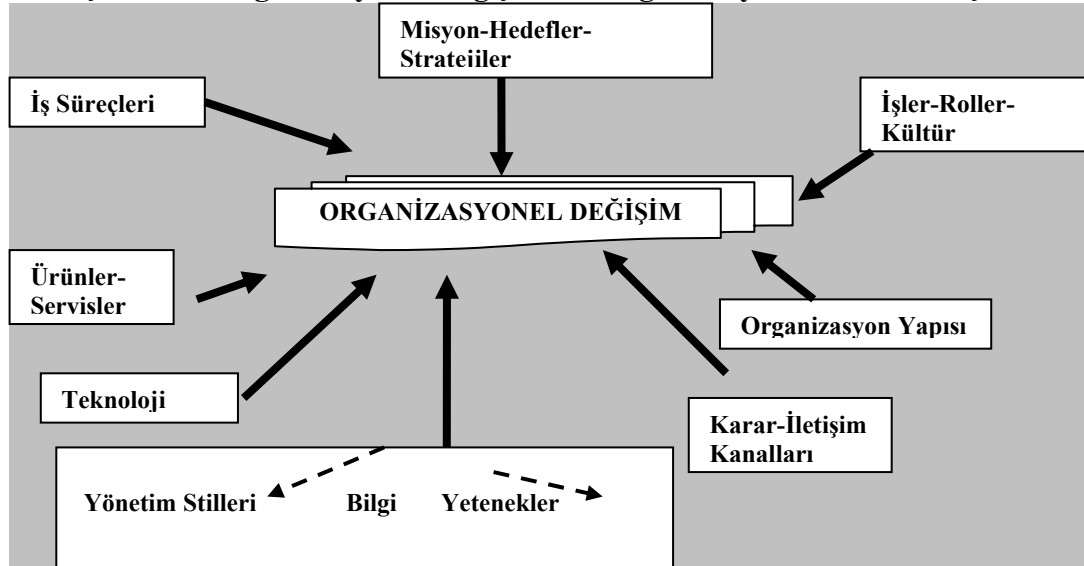 Misyon-Hedefler-
Stratejiler
İş Süreçleri
İşler-Roller-
Kültür
ORGANİZASYONEL DEĞİŞİM
Ürünler-
Servisler
Organizasyon Yapısı
Teknoloji
Karar-İletişim
Kanalları
Yönetim Stilleri Bilgi Yetenekler